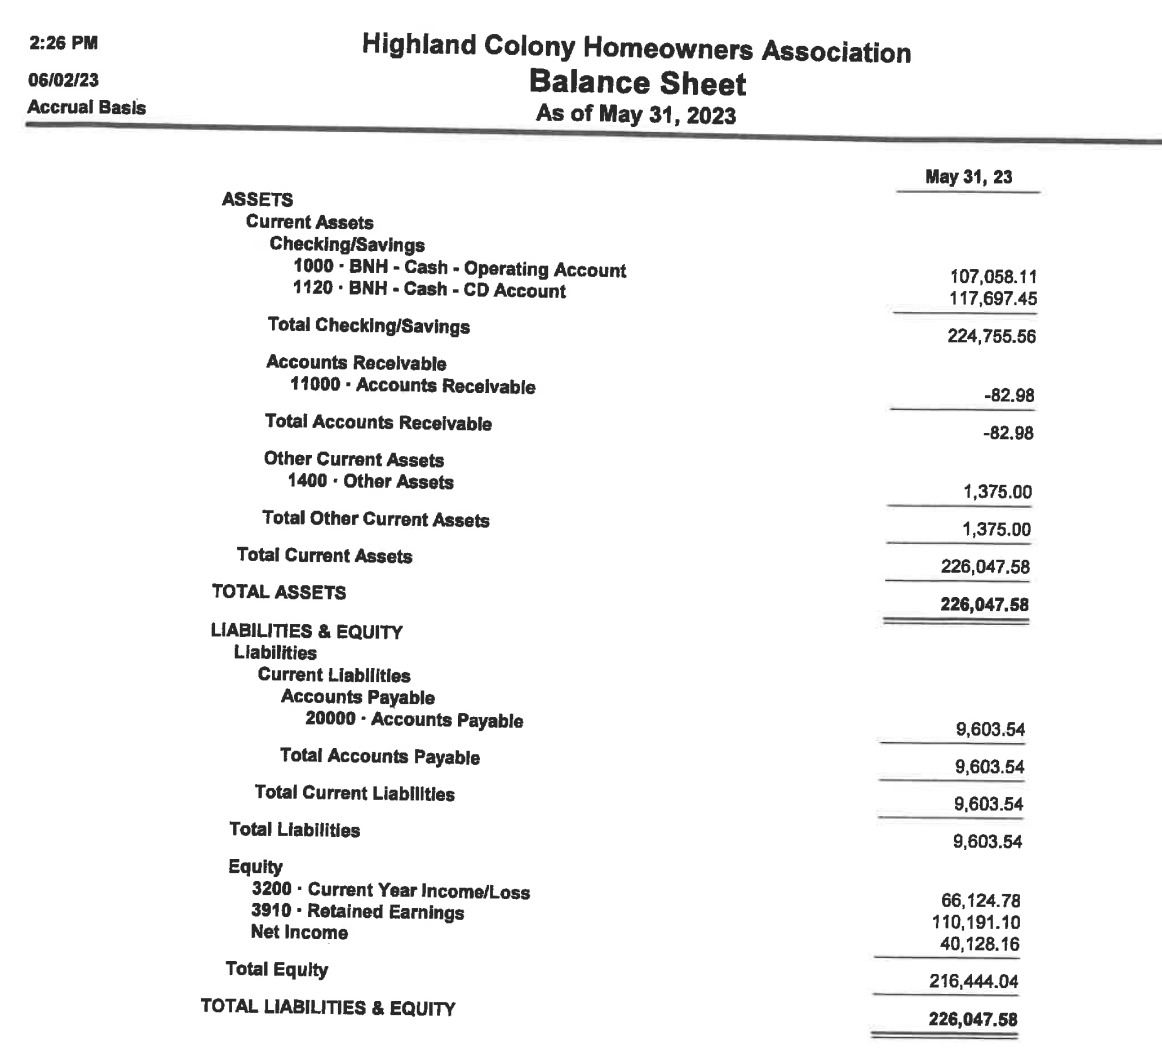 2:26 PM
06/02/23
Accrual Basis
Highland Colony Homeowners Association
Balance Sheet
As of May 31, 2023
May 31, 23
ASSETS
Current Assets
Checking/Savings
1000 · BNH - Cash - Operating Account 107,058.11
1120 · BNH - Cash - CD Account 117,697.45
Total Checking/Savings 224,755.56
Accounts Receivable
11000 · Accounts Receivable -82.98
Total Accounts Receivable -82.98
Other Current Assets
1400 · Other Assets 1,375.00
Total Other Current Assets 1,375.00
Total Current Assets 226,047.58
TOTAL ASSETS 226,047.58
LIABILITIES & EQUITY
Liabilities
Current Liabilities
Accounts Payable
20000 · Accounts Payable 9,603.54
Total Accounts Payable 9,603.54
Total Current Liabilities 9,603.54
Total Liabilities 9,603.54
Equity
3200 · Current Year Income/Loss 66,124.78
3910 · Retained Earnings 110,191.10
Net Income 40,128.16
Total Equity 216,444.04
TOTAL LIABILITIES & EQUITY 226,047.58